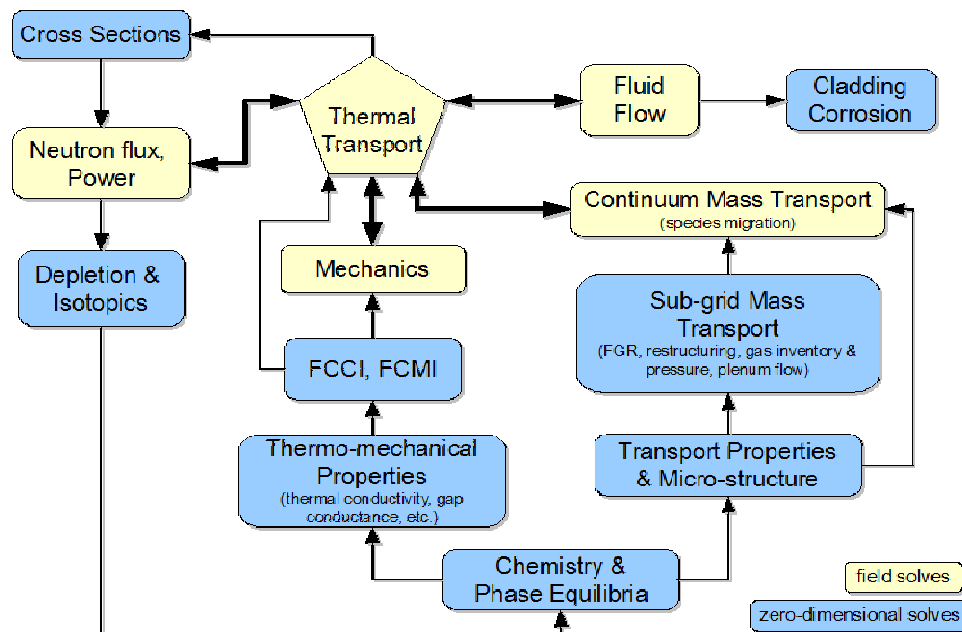 Cross Sections
Thermal
Transport
Fluid
Flow
Cladding
Corrosion
Neutron flux,
Power
Continuum Mass Transport
(species migration)
Depletion &
Isotopics
Mechanics
Sub-grid Mass
Transport
(FGR, restructuring, gas inventory &
pressure, plenum flow)
FCCI, FCMI
Thermo-mechanical
Properties
(thermal conductivity, gap
conductance, etc.)
Transport Properties
& Micro-structure
Chemistry &
Phase Equilibria
field solves
zero-dimensional solves